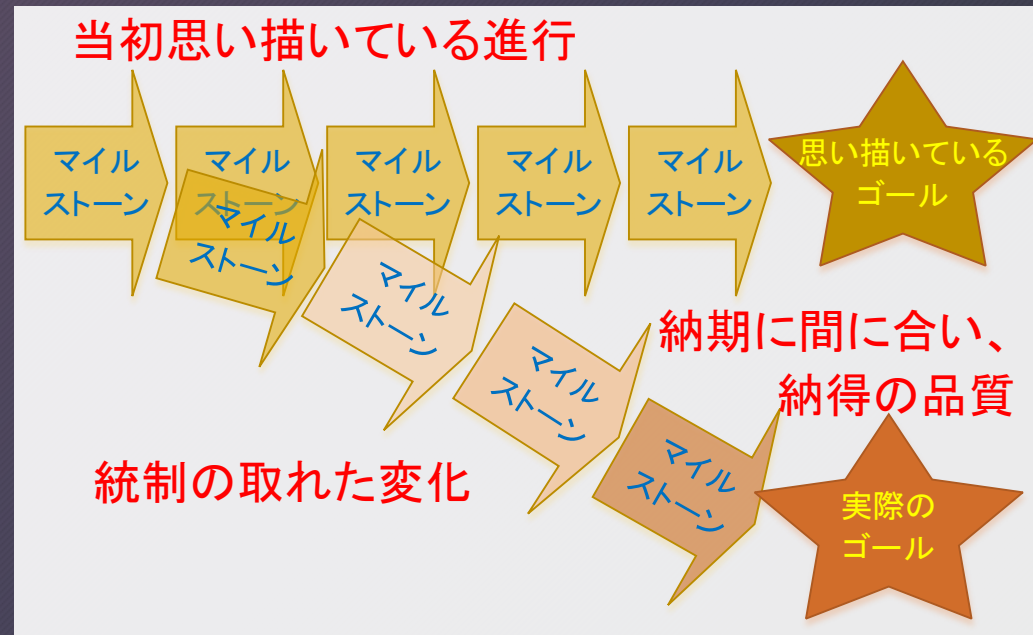 当初思い描いている進行
マイル
ストーン
マイル
ストーン
マイル
ストーン
マイル
ストーン
マイル
ストーン
思い描いている
ゴール
マイル
ストーン
マイル
ストーン
マイル
ストーン
マイル
ストーン
納期に間に合い、
納得の品質
統制の取れた変化
実際の
ゴール